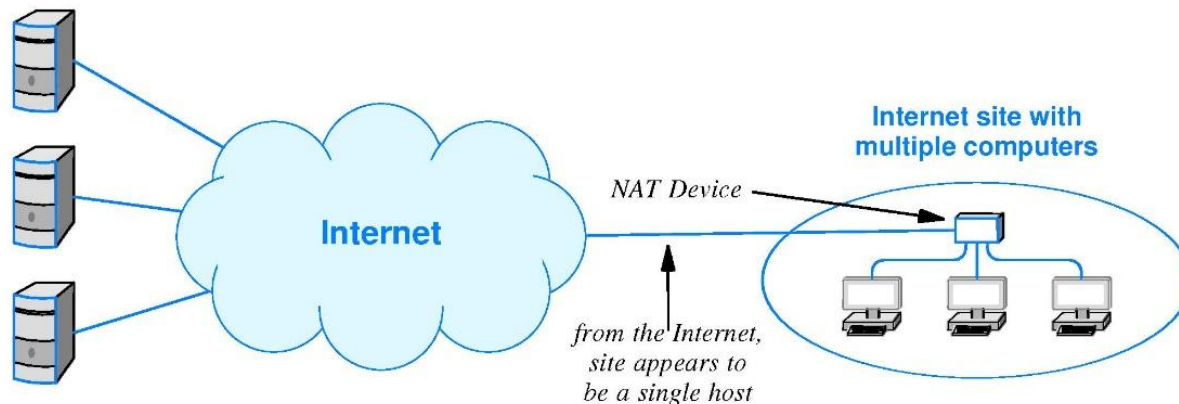 Internet site with
multiple computers
NAT Device
Internet
from the Internet,
site appears to
be a single host